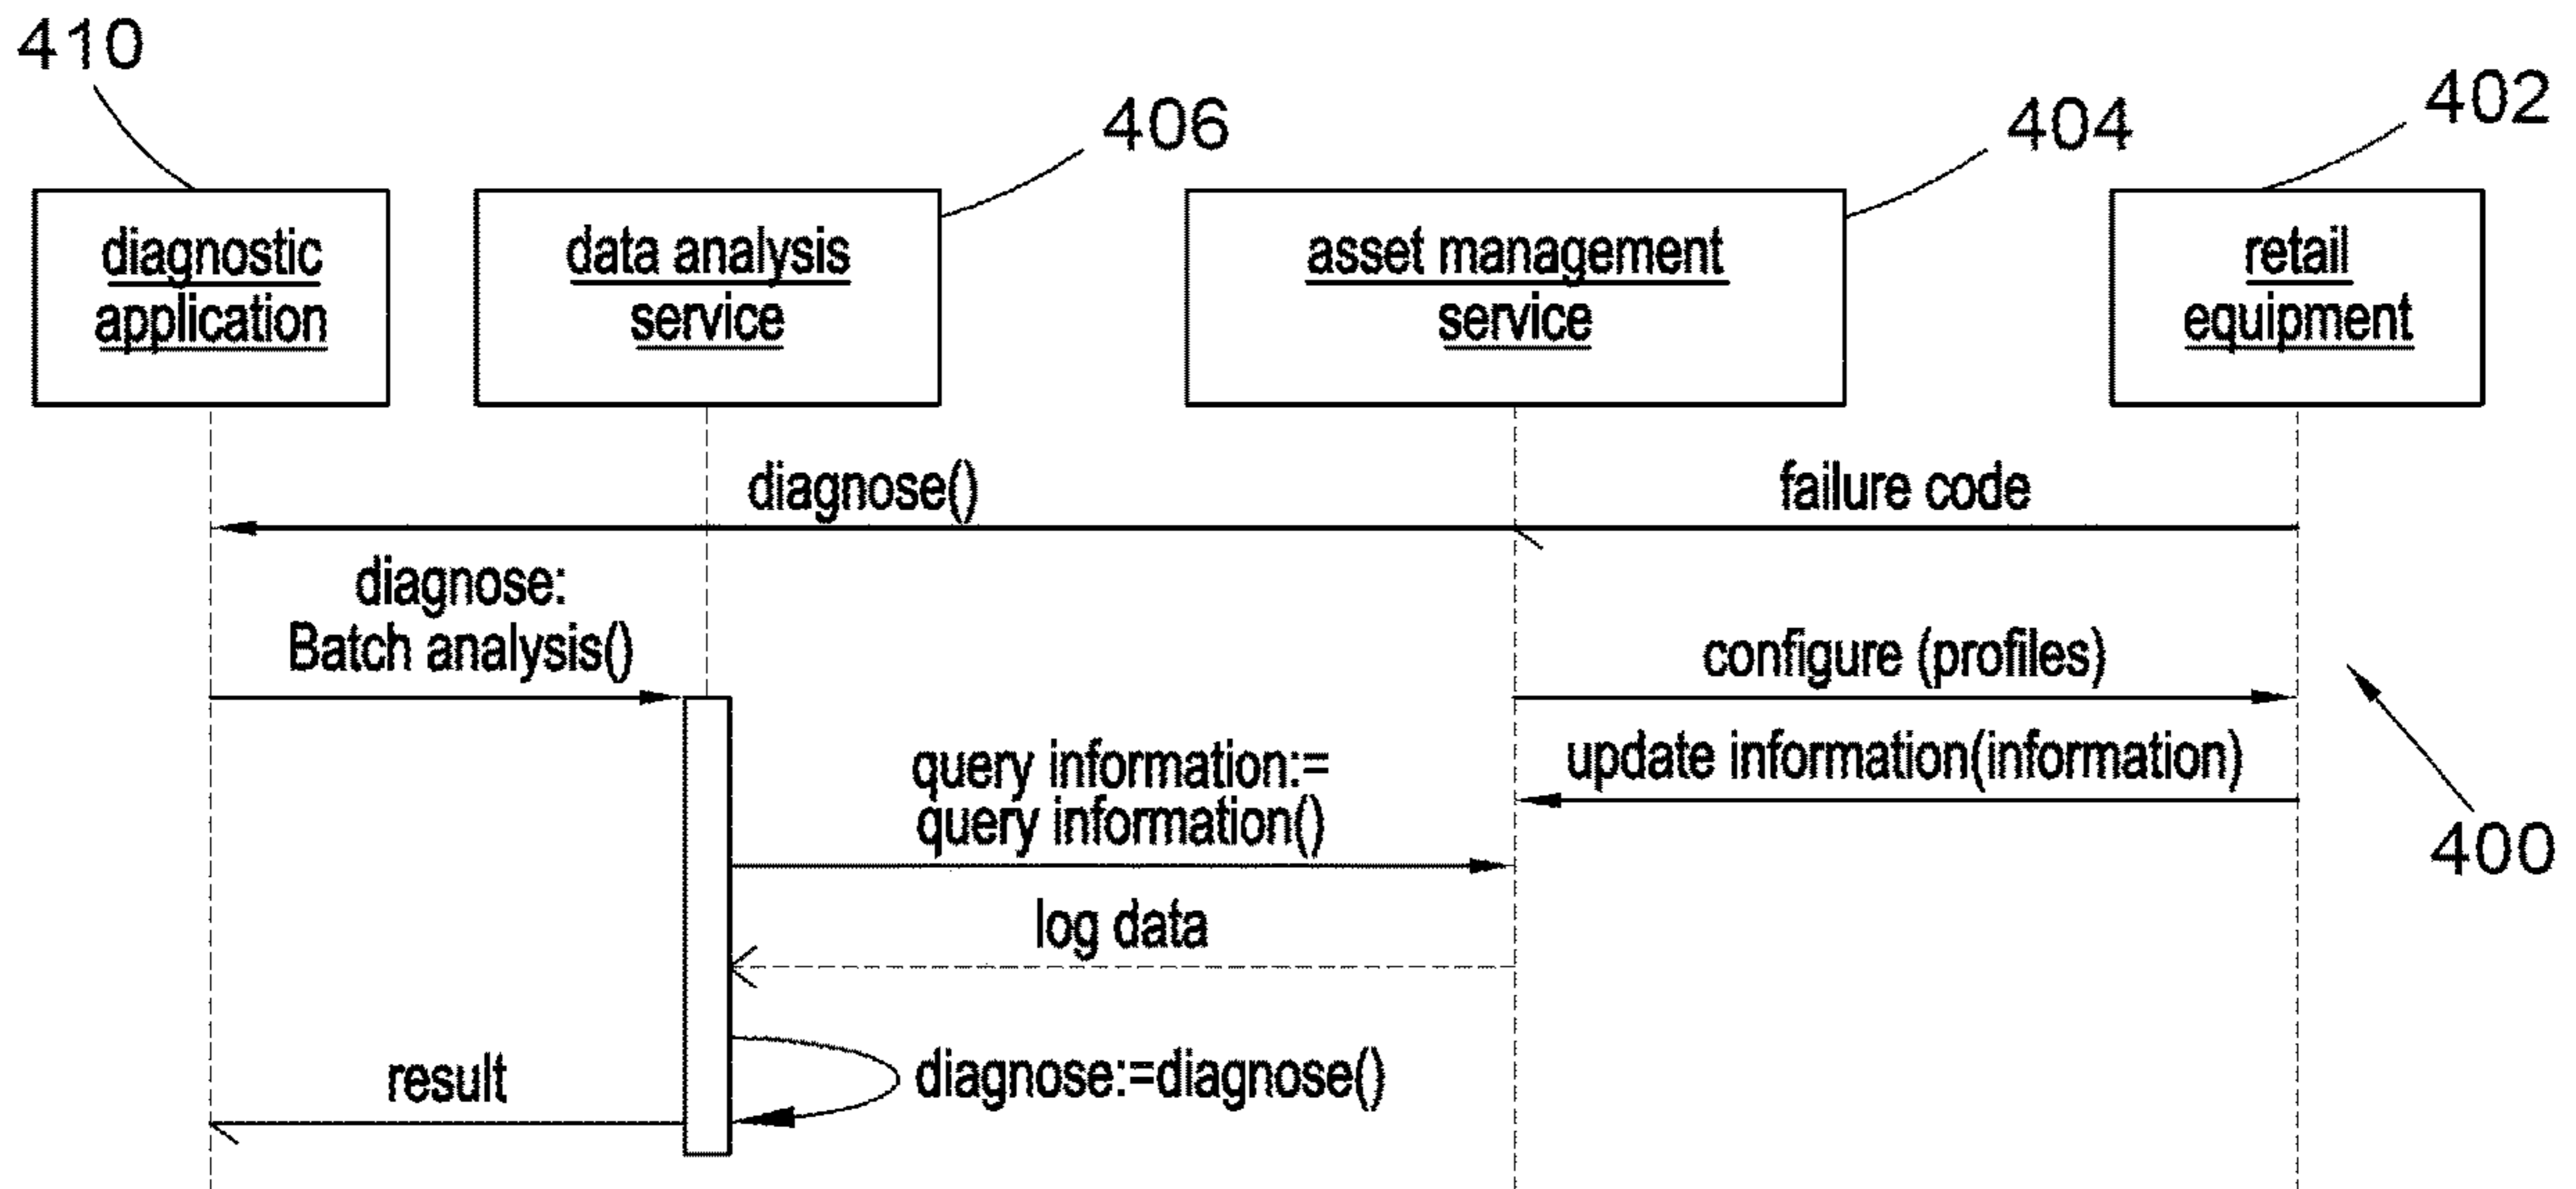 410
406
404
402
diagnostic
application
data analysis
service
asset management
service
retail
equipment
diagnose()
failure code
diagnose:
Batch analysis()
configure (profiles)
query information:=
query information()
update information(information)
400
log data
diagnose:=diagnose()
result